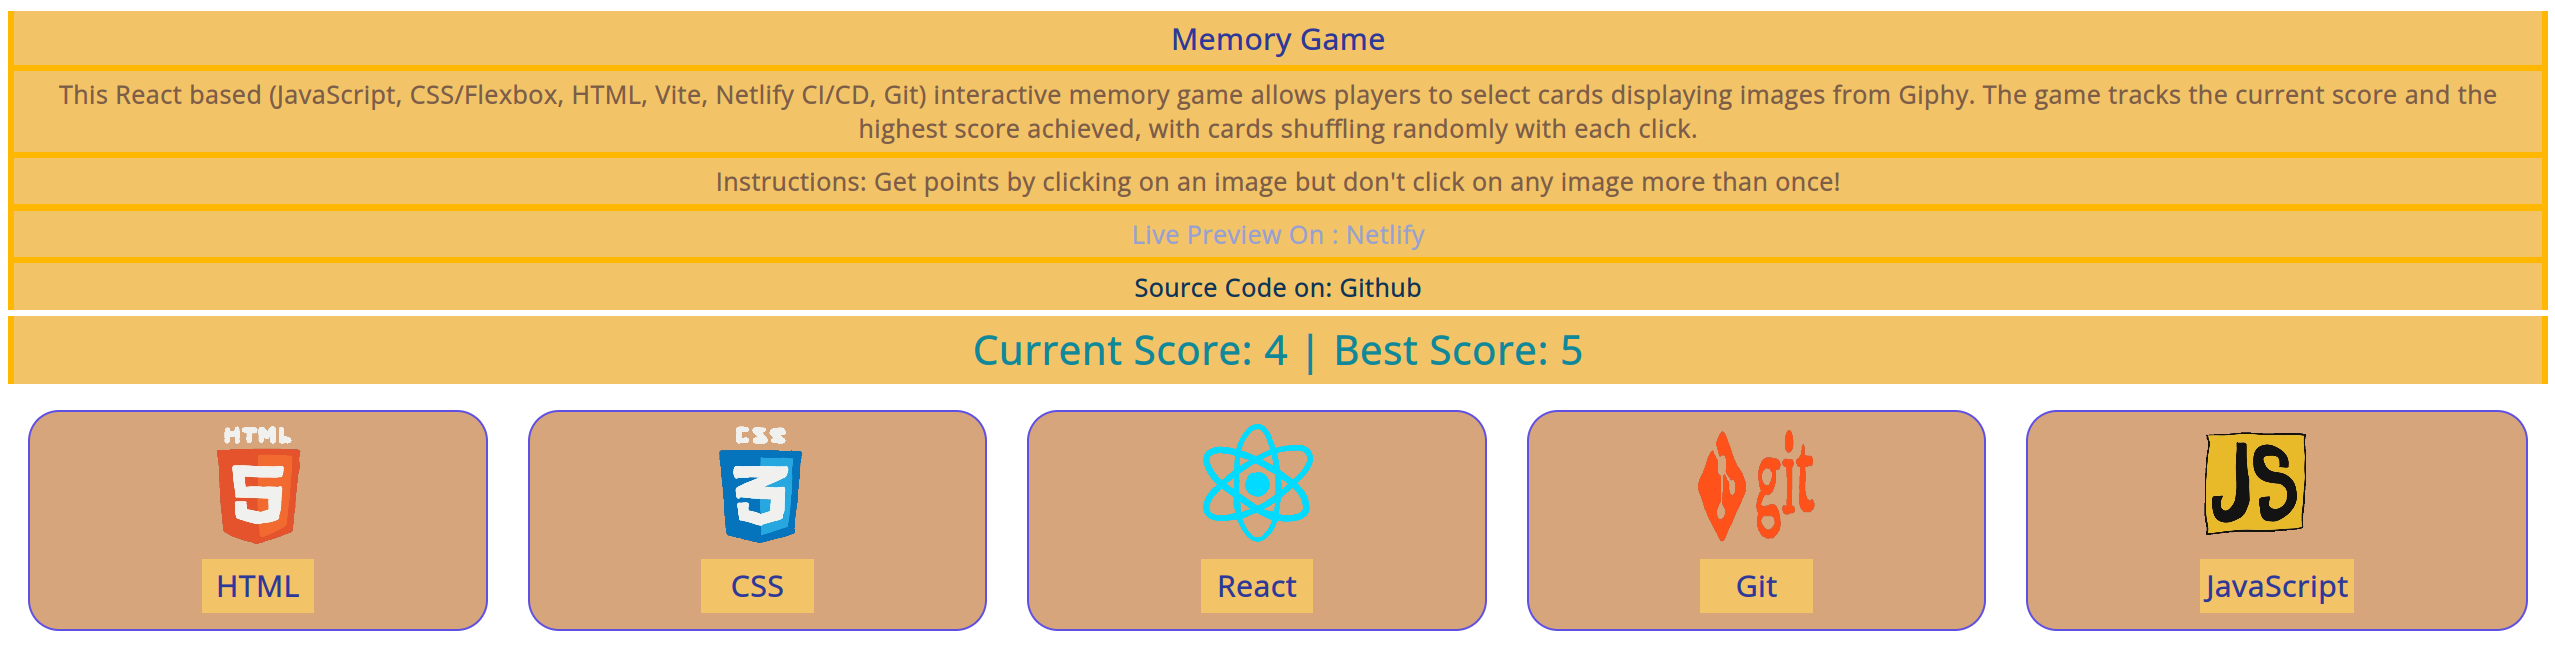 Memory Game
This React based (JavaScript, CSS/Flexbox, HTML, Vite, Netlify CI/CD, Git) interactive memory game allows players to select cards displaying images from Giphy. The game tracks the current score and the
highest score achieved, with cards shuffling randomly with each click.
Instructions: Get points by clicking on an image but don't click on any image more than once!
Live Preview On : Netlify
Source Code on: Github
Current Score: 4 | Best Score: 5
HTML
5
HTML
CSS
3
CSS
React
git
Git
JS
JavaScript